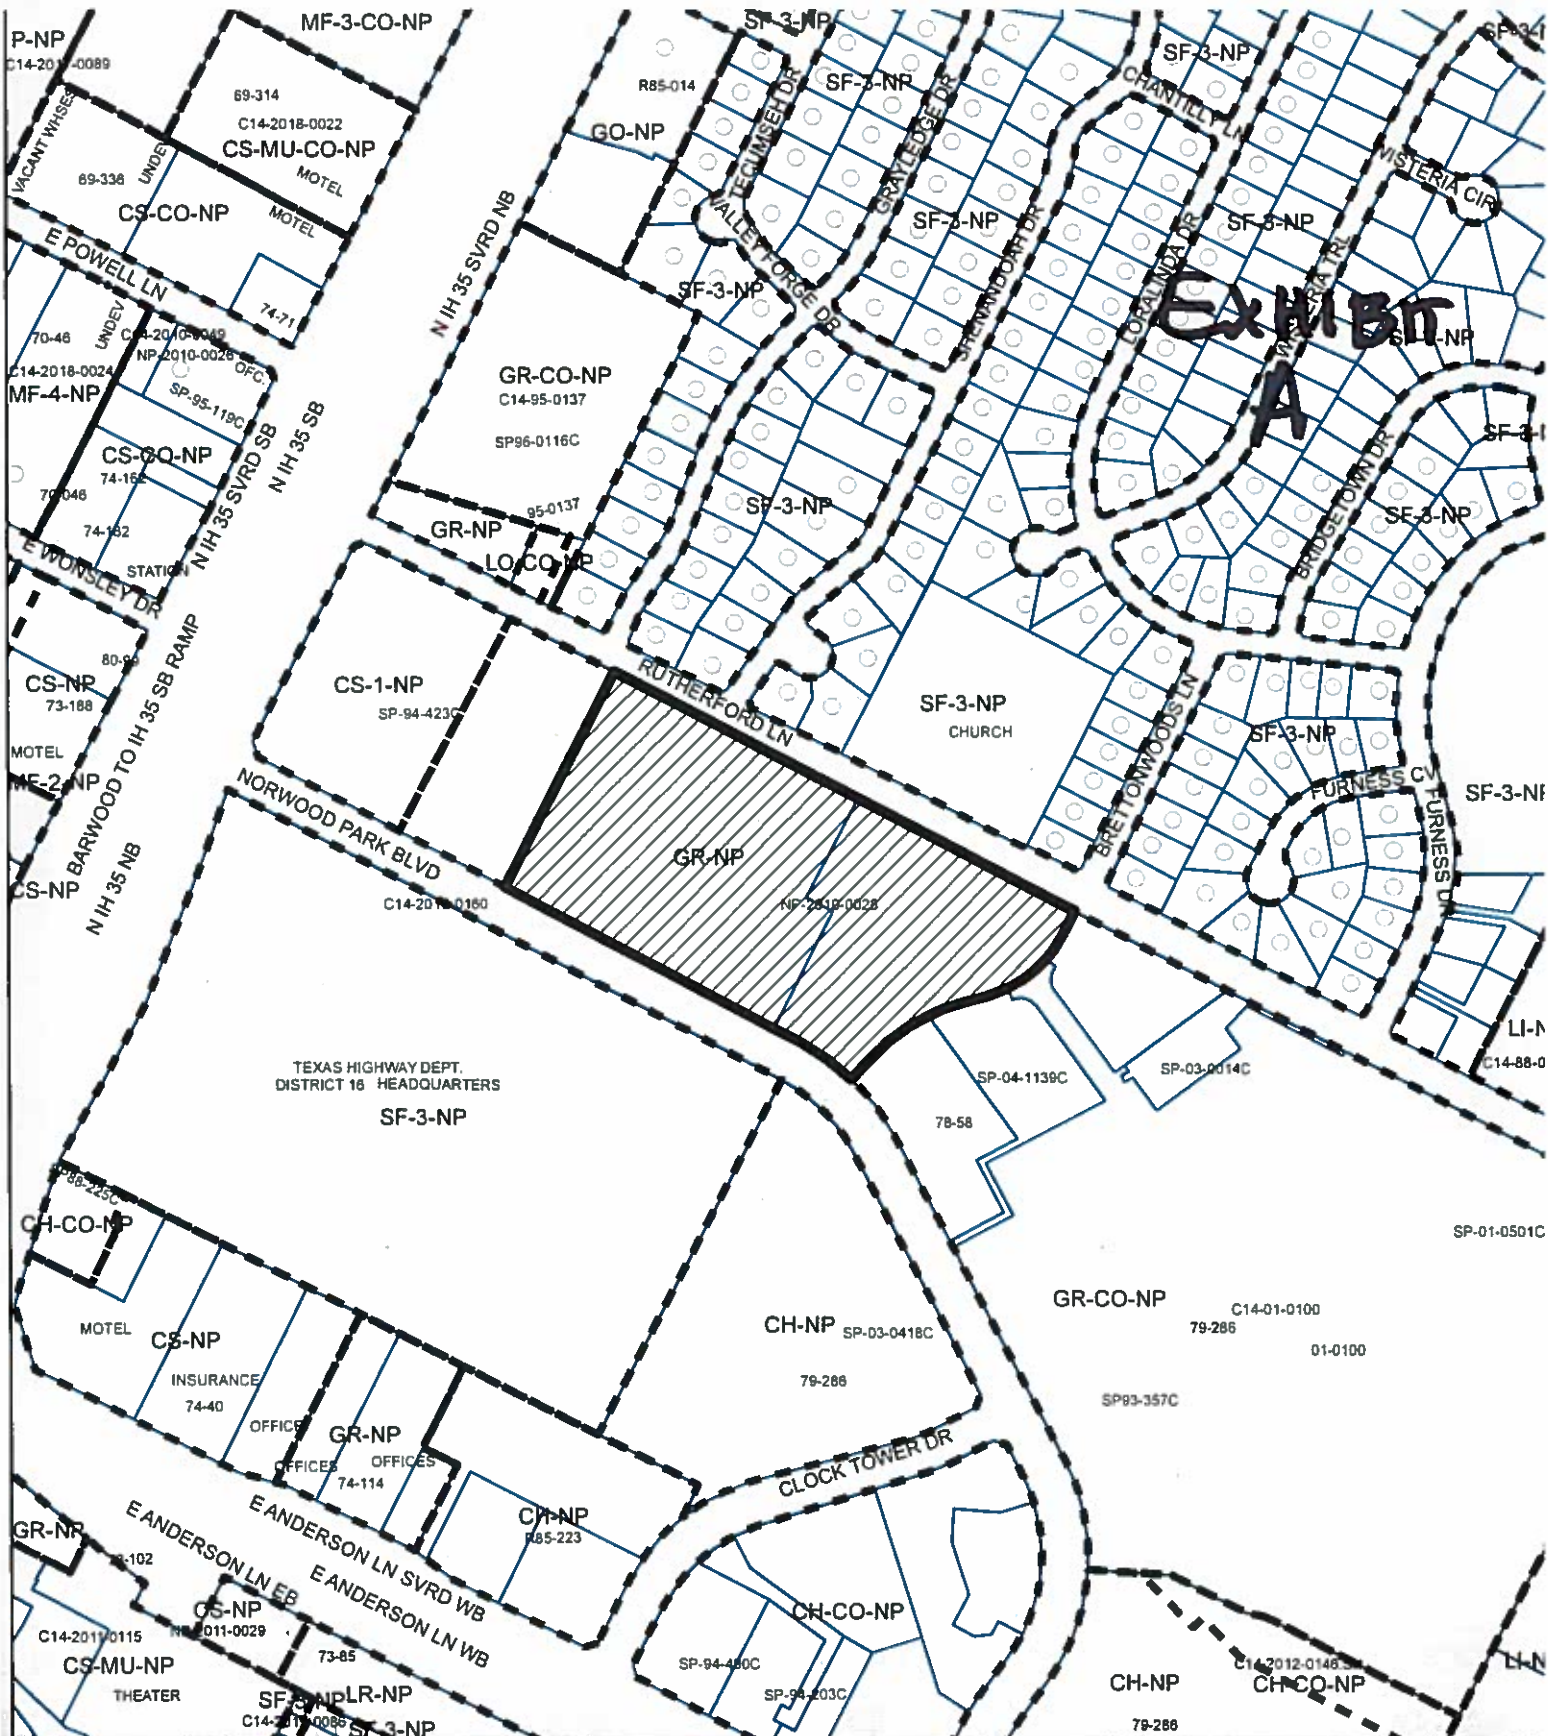 MF-3-CO-NP
SF-3-NP
P-NP
SF-3-NP
69-314
R85-014
SF-3-NP
C14-2018-0022
CS-MU-CO-NP
GO-NP
CHANTILLY LN
VACANT WHSES
UNDEV
MOTEL
69-336
TECUMSEH DR
GRAYLEDGE DR
WISTERIA CIR
CS-CO-NP
MOTEL
VALLEY FORGE DR
SF-3-NP
SHENANDOAH DR
LORALINDA DR
SF-3-NP
WISTERIA TRL
E POWELL LN
N IH 35 SVRD NB
SF-3-NP
EXHIBIT
A
74-71
UNDEV
C14-2010-0049
NP-2010-0026
OFC.
70-46
C14-2018-0024
MF-4-NP
SP-95-119C
GR-CO-NP
C14-95-0137
SP96-0116C
N IH 35 SB
N IH 35 SVRD SB
CS-CO-NP
74-162
70-046
74-182
95-0137
SF-3-NP
BRIDGETOWN DR
SF-3-NP
GR-NP
LO-CO-NP
E WONSLEY DR
STATION
BARWOOD TO IH 35 SB RAMP
CS-NP
73-188
CS-1-NP
SP-94-423C
RUTHERFORD LN
SF-3-NP
CHURCH
BRETTONWOODS LN
SF-3-NP
FURNESS CV
FURNESS DR
MOTEL
MF-2-NP
NORWOOD PARK BLVD
CS-NP
N IH 35 NB
GR-NP
TEXAS HIGHWAY DEPT.
DISTRICT 16 HEADQUARTERS
SF-3-NP
SP-04-1139C
SP-03-0014C
78-58
CH-CO-NP
SP-01-0501C
MOTEL
CS-NP
INSURANCE
74-40
OFFICE
OFFICES
GR-NP
74-114
OFFICES
CH-NP
SP-03-0418C
79-286
GR-CO-NP
C14-01-0100
79-286
01-0100
SP93-357C
CLOCK TOWER DR
CH-NP
R85-223
GR-NP
E ANDERSON LN EB
E ANDERSON LN SVRD WB
E ANDERSON LN WB
CS-NP
C14-2011-0115
CS-MU-NP
THEATER
73-85
LR-NP
SF-3-NP
CH-CO-NP
SP-94-203C
CH-NP
79-286
CH-CO-NP